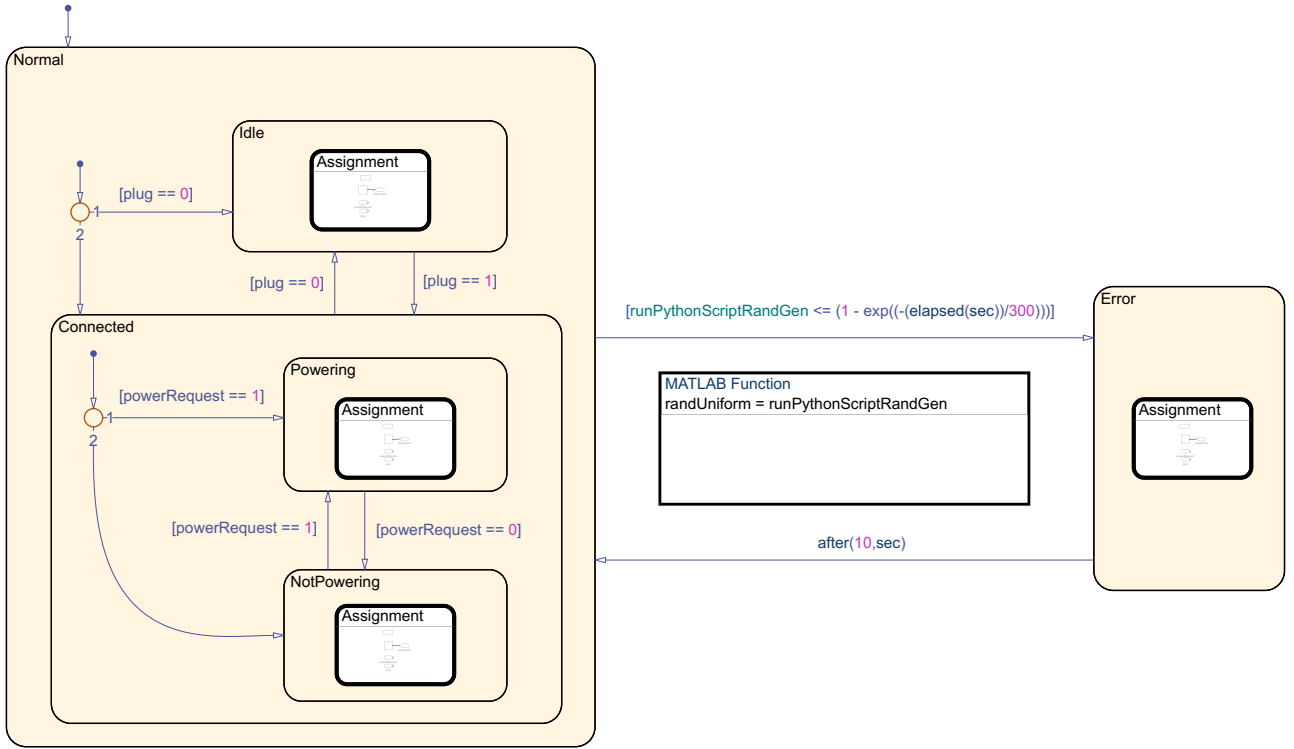 Normal
Idle
Assignment
[plug == 0]
1
2
[plug == 0]
[plug == 1]
Connected
Powering
[powerRequest == 1]
Assignment
1
2
[powerRequest == 1]
[powerRequest == 0]
NotPowering
Assignment
[runPythonScriptRandGen <= (1 - exp((-(elapsed(sec))/300)))]
MATLAB Function
randUniform = runPythonScriptRandGen
after(10,sec)
Error
Assignment